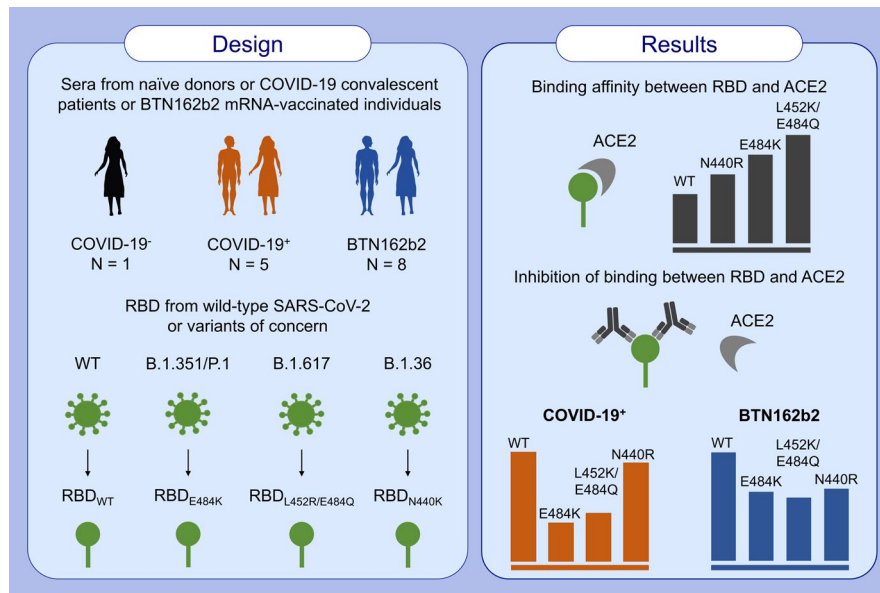 Design
Sera from naïve donors or COVID-19 convalescent
patients or BTN162b2 mRNA-vaccinated individuals
COVID-19⁻
N = 1
COVID-19⁺
N = 5
BTN162b2
N = 8
RBD from wild-type SARS-CoV-2
or variants of concern
WT
B.1.351/P.1
B.1.617
B.1.36
RBD_WT
RBD_E484K
RBD_L452R/E484Q
RBD_N440K
Results
Binding affinity between RBD and ACE2
ACE2
WT
N440R
E484K
L452K/
E484Q
Inhibition of binding between RBD and ACE2
ACE2
COVID-19⁺
WT
E484K
L452K/
E484Q
N440R
BTN162b2
WT
E484K
L452K/
E484Q
N440R